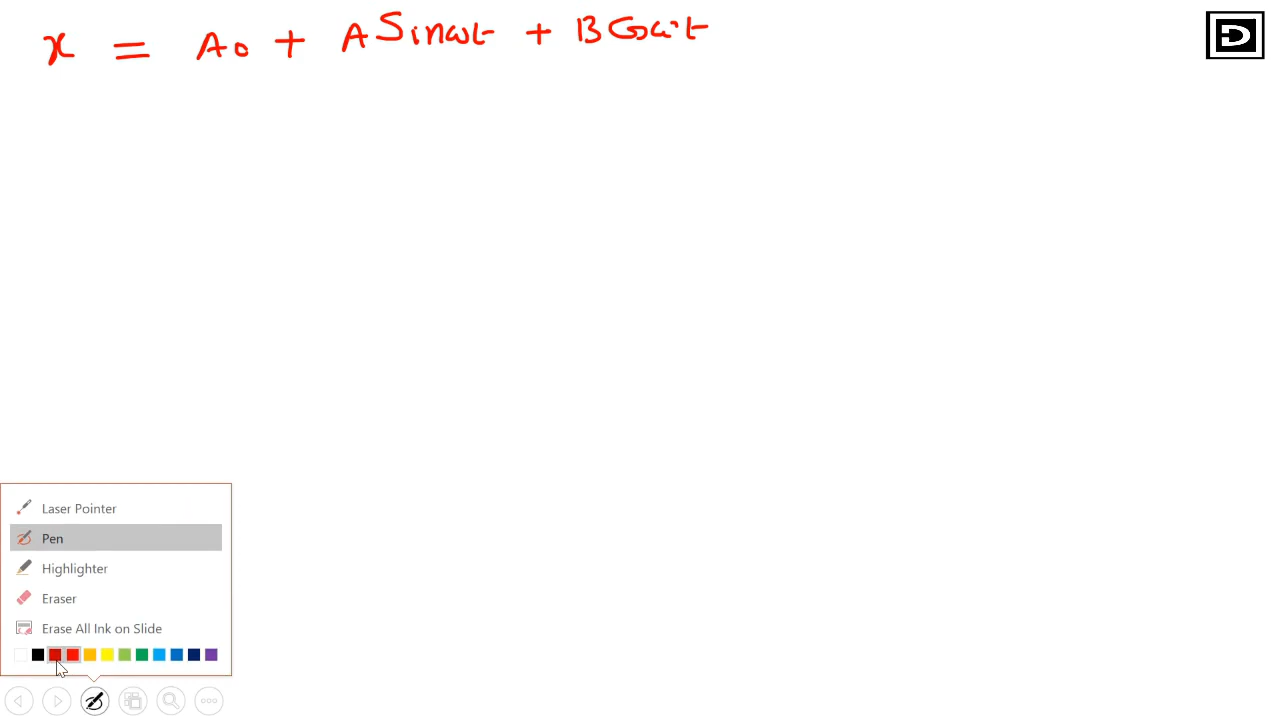 x = A0 + A Sinωt + B Cosωt
Laser Pointer
Pen
Highlighter
Eraser
Erase All Ink on Slide